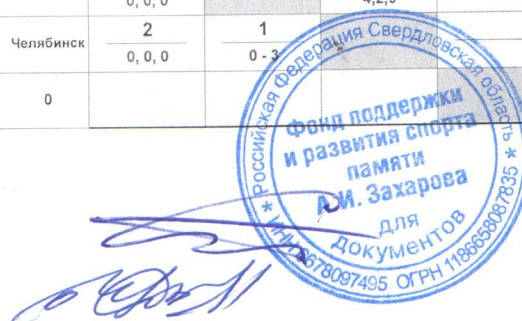 0, 0, 0 4,2,0
Челябинск 2 1
0, 0, 0 0 - 3
0
* Российская Федерация Свердловская область *
Фонд поддержки
и развития спорта
памяти
А.И. Захарова
для
документов
ИНН 6678097495 ОГРН 1186658087835